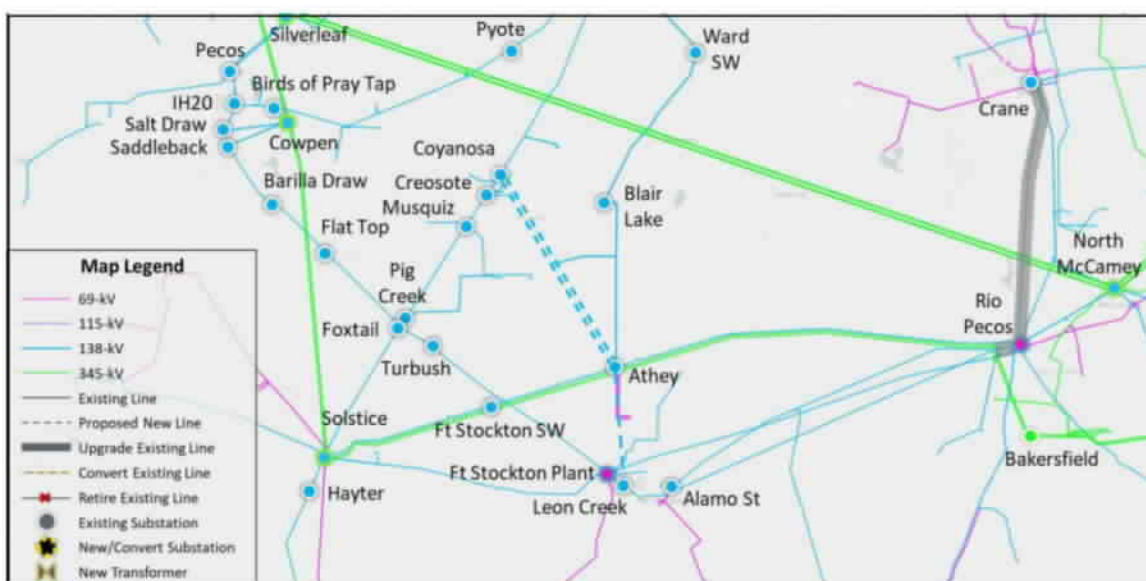 Silverleaf
Pyote
Ward
SW
Pecos
Birds of Pray Tap
IH20
Crane
Salt Draw
Cowpen
Saddleback
Coyanosa
Barilla Draw
Creosote
Musquiz
Blair
Lake
Flat Top
North
McCamey
Map Legend
Pig
Creek
69-kV
Rio
Pecos
115-kV
Foxtail
138-kV
Turbush
345-kV
Athey
Existing Line
Solstice
Proposed New Line
Ft Stockton SW
Upgrade Existing Line
Bakersfield
Convert Existing Line
Ft Stockton Plant
Retire Existing Line
Hayter
Leon Creek
Alamo St
Existing Substation
New/Convert Substation
New Transformer